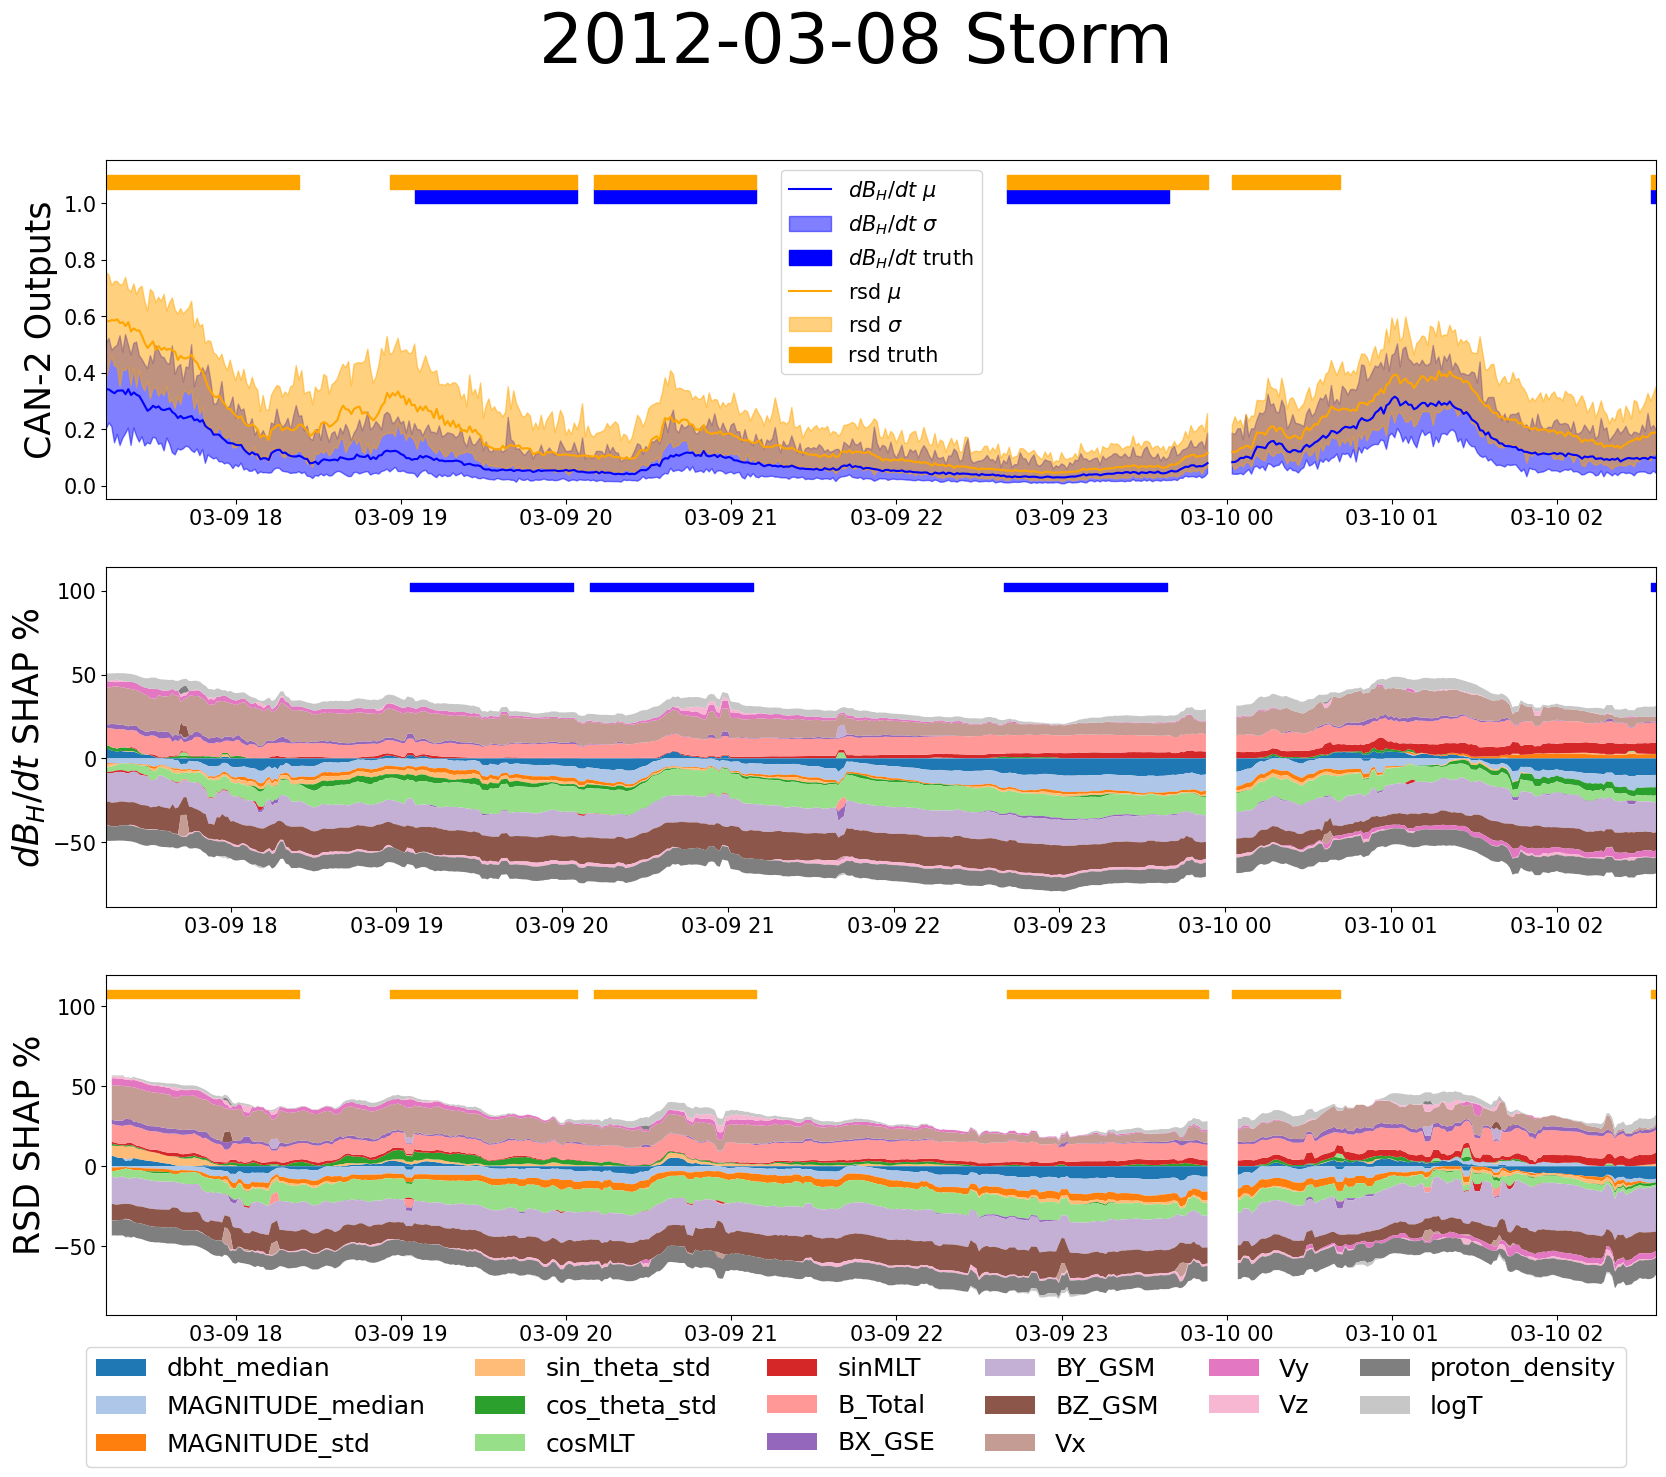 2012-03-08 Storm
CAN-2 Outputs
1.0
0.8
0.6
0.4
0.2
0.0
dB_H/dt μ
dB_H/dt σ
dB_H/dt truth
rsd μ
rsd σ
rsd truth
03-09 18 03-09 19 03-09 20 03-09 21 03-09 22 03-09 23 03-10 00 03-10 01 03-10 02
dB_H/dt SHAP %
100
50
0
−50
03-09 18 03-09 19 03-09 20 03-09 21 03-09 22 03-09 23 03-10 00 03-10 01 03-10 02
RSD SHAP %
100
50
0
−50
03-09 18 03-09 19 03-09 20 03-09 21 03-09 22 03-09 23 03-10 00 03-10 01 03-10 02
dbht_median sin_theta_std sinMLT BY_GSM Vy proton_density
MAGNITUDE_median cos_theta_std B_Total BZ_GSM Vz logT
MAGNITUDE_std cosMLT BX_GSE Vx